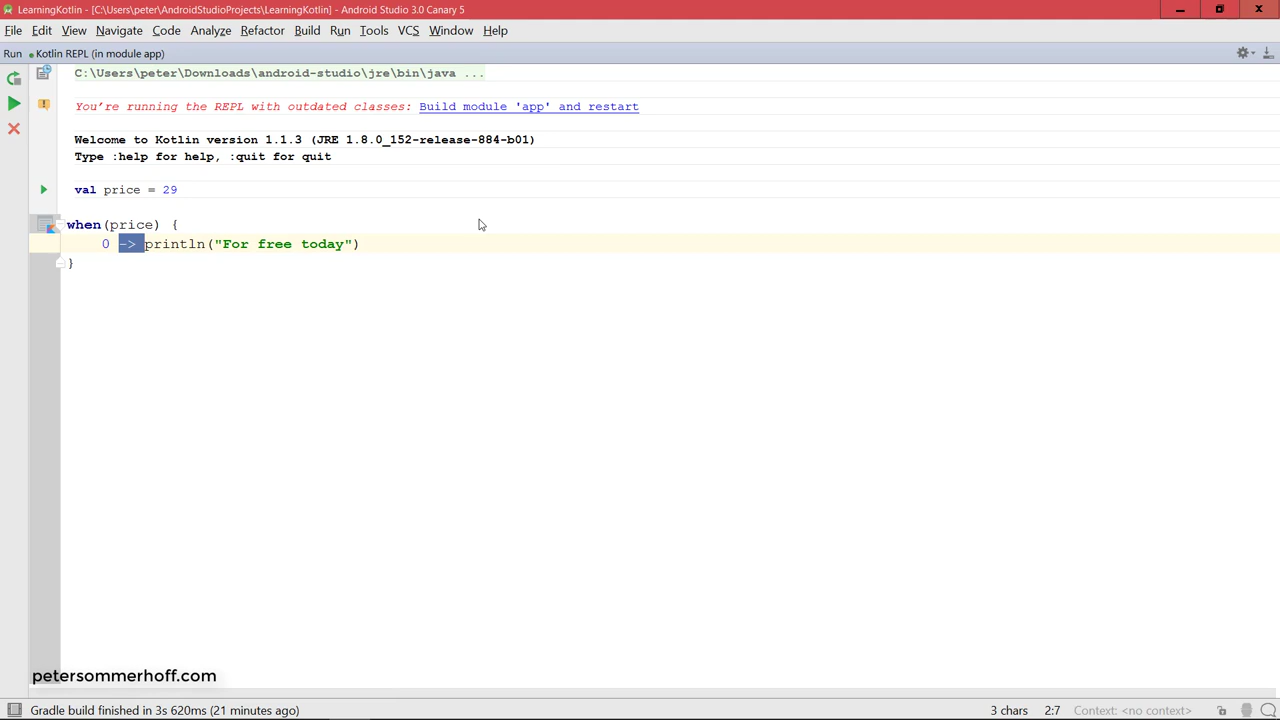 LearningKotlin - [C:\Users\peter\AndroidStudioProjects\LearningKotlin] - Android Studio 3.0 Canary 5
File Edit View Navigate Code Analyze Refactor Build Run Tools VCS Window Help
Run Kotlin REPL (in module app)
C:\Users\peter\Downloads\android-studio\jre\bin\java ...
You're running the REPL with outdated classes: Build module 'app' and restart
Welcome to Kotlin version 1.1.3 (JRE 1.8.0_152-release-884-b01)
Type :help for help, :quit for quit
val price = 29
when(price) {
0 -> println("For free today")
}
petersommerhoff.com
Gradle build finished in 3s 620ms (21 minutes ago) 3 chars 2:7 Context: <no context>